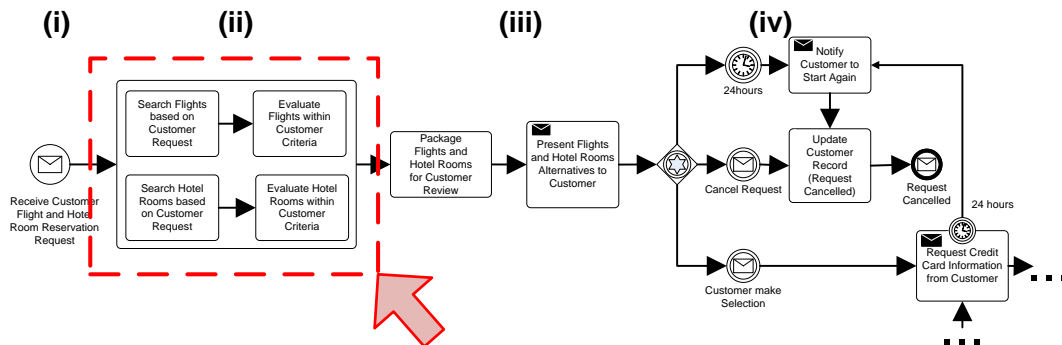 (i)
(ii)
(iii)
(iv)
Receive Customer
Flight and Hotel
Room Reservation
Request
Search Flights
based on
Customer
Request
Evaluate
Flights within
Customer
Criteria
Search Hotel
Rooms based on
Customer
Request
Evaluate Hotel
Rooms within
Customer
Criteria
Package
Flights and
Hotel Rooms
for Customer
Review
Present Flights
and Hotel Rooms
Alternatives to
Customer
24hours
Notify
Customer to
Start Again
Cancel Request
Update
Customer
Record
(Request
Cancelled)
Request
Cancelled
Customer make
Selection
24 hours
Request Credit
Card Information
from Customer